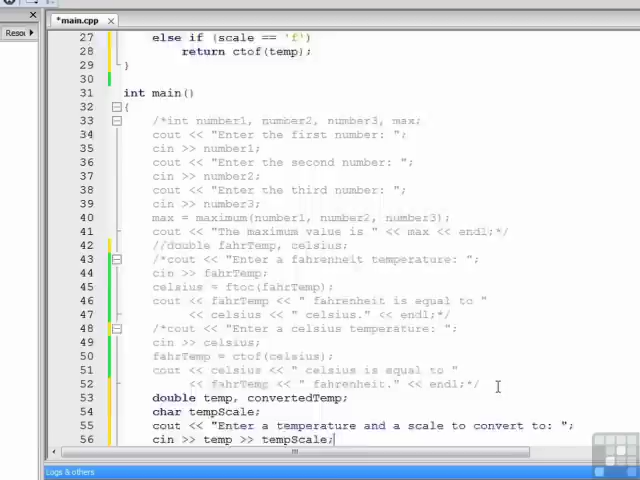 *main.cpp
Resou
27 else if (scale == 'f')
28 return ctof(temp);
29 }
30
31 int main()
32 {
33 /*int number1, number2, number3, max;
34 cout << "Enter the first number: ";
35 cin >> number1;
36 cout << "Enter the second number: ";
37 cin >> number2;
38 cout << "Enter the third number: ";
39 cin >> number3;
40 max = maximum(number1, number2, number3);
41 cout << "The maximum value is " << max << endl;*/
42 //double fahrTemp, celsius;
43 /*cout << "Enter a fahrenheit temperature: ";
44 cin >> fahrTemp;
45 celsius = ftoc(fahrTemp);
46 cout << fahrTemp << " fahrenheit is equal to "
47 << celsius << " celsius." << endl;*/
48 /*cout << "Enter a celsius temperature: ";
49 cin >> celsius;
50 fahrTemp = ctof(celsius);
51 cout << celsius << " celsius is equal to "
52 << fahrTemp << " fahrenheit." << endl;*/
53 double temp, convertedTemp;
54 char tempScale;
55 cout << "Enter a temperature and a scale to convert to: ";
56 cin >> temp >> tempScale;
Logs & others